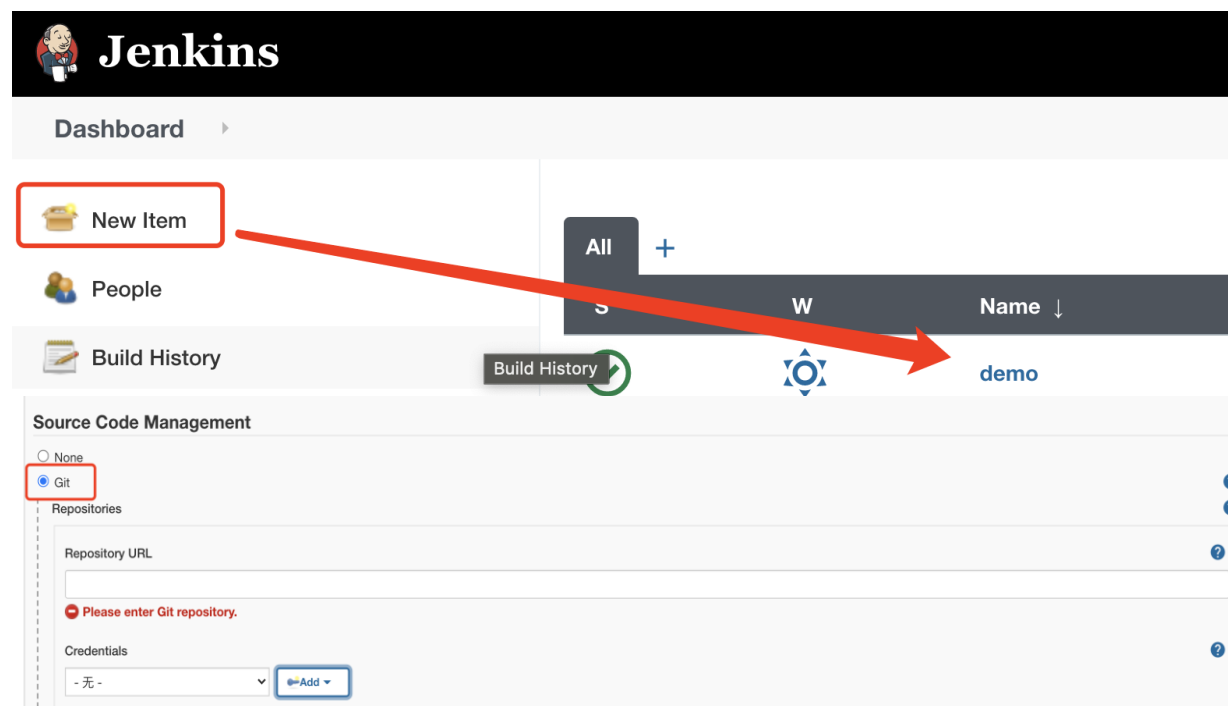 Jenkins
Dashboard
New Item
People
Build History
All +
S W Name ↓
Build History
demo
Source Code Management
None
Git
Repositories
Repository URL
Please enter Git repository.
Credentials
- 无 -
Add